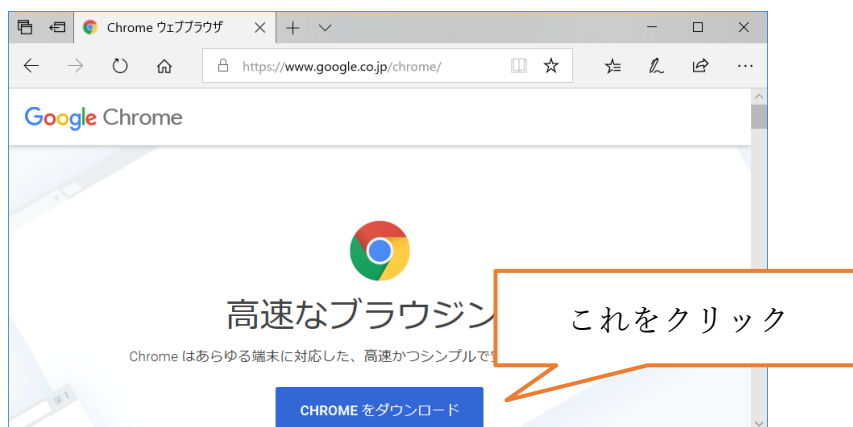 Chrome ウェブブラウザ
https://www.google.co.jp/chrome/
Google Chrome
高速なブラウジン
これをクリック
Chrome はあらゆる端末に対応した、高速かつシンプルで
CHROME をダウンロード